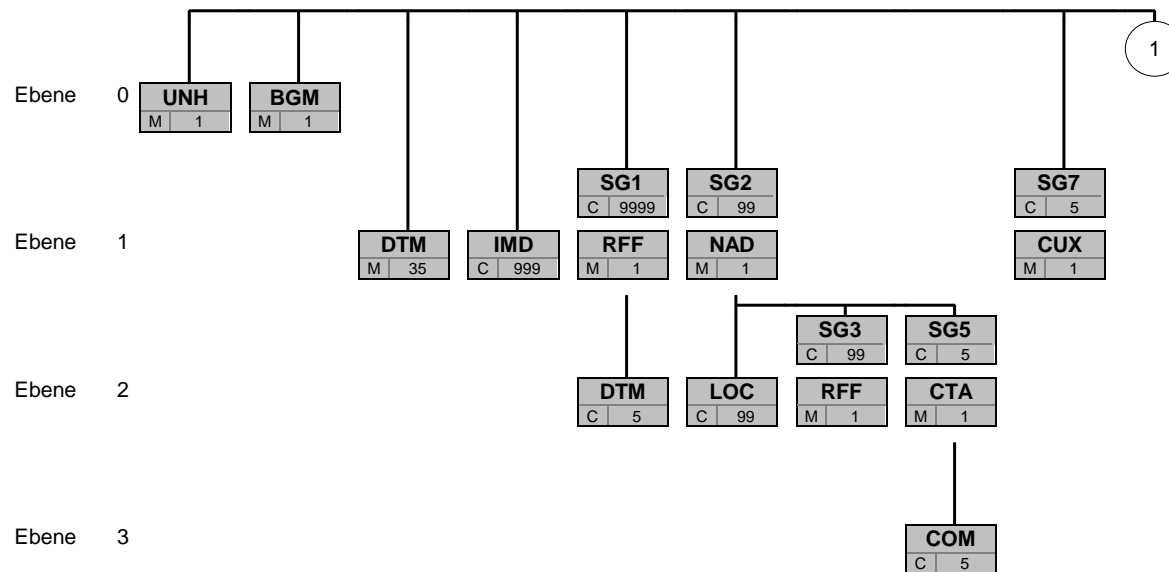 1
Ebene 0 UNH BGM
M 1 M 1
SG1 SG2 SG7
C 9999 C 99 C 5
Ebene 1 DTM IMD RFF NAD CUX
M 35 C 999 M 1 M 1 M 1
SG3 SG5
C 99 C 5
Ebene 2 DTM LOC RFF CTA
C 5 C 99 M 1 M 1
Ebene 3 COM
C 5